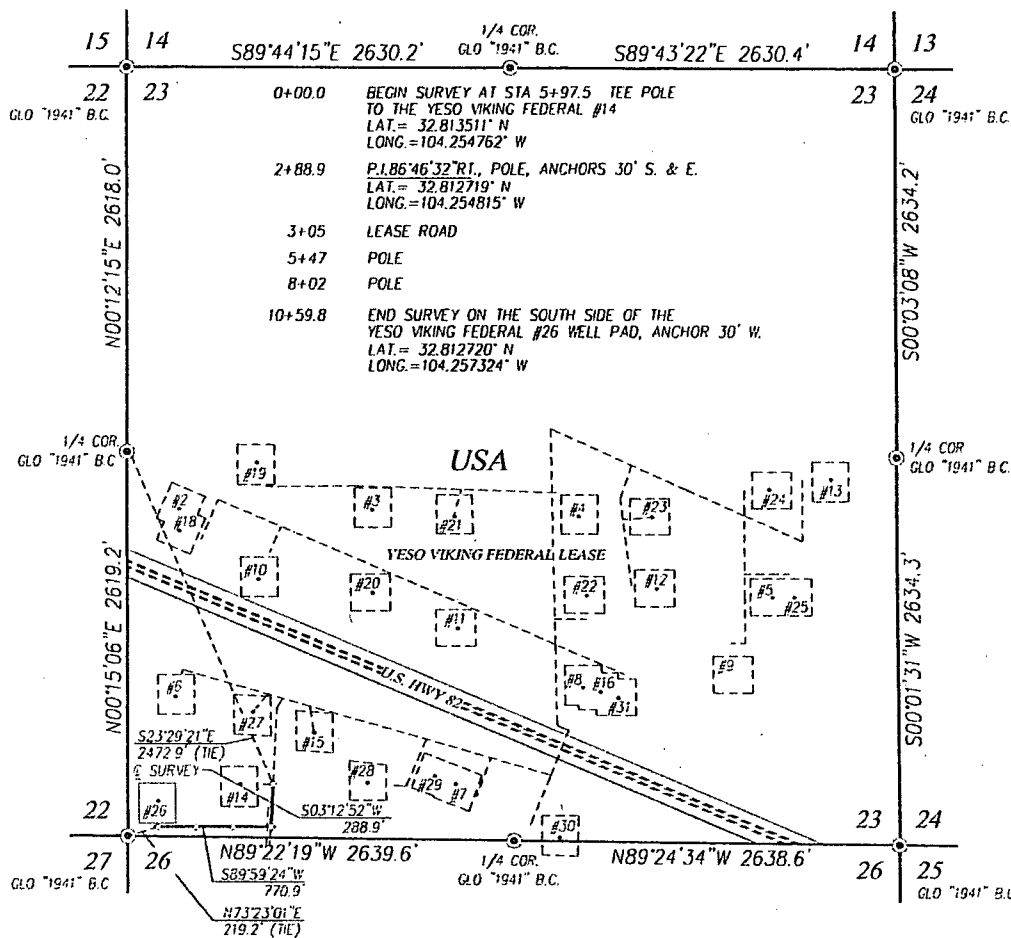 1/4 COR.
GLO "1941" B.C.
15 14
S89°44'15"E 2630.2'
S89°43'22"E 2630.4'
14 13
22 23
GLO "1941" B.C.
23 24
GLO "1941" B.C.
0+00.0 BEGIN SURVEY AT STA 5+97.5 TEE POLE
TO THE YESO VIKING FEDERAL #14
LAT.= 32.813511° N
LONG.=104.254762° W
2+88.9 P.I.86°46'32"RT., POLE, ANCHORS 30' S. & E.
LAT.= 32.812719° N
LONG.=104.254815° W
3+05 LEASE ROAD
5+47 POLE
8+02 POLE
10+59.8 END SURVEY ON THE SOUTH SIDE OF THE
YESO VIKING FEDERAL #26 WELL PAD, ANCHOR 30' W.
LAT.= 32.812720° N
LONG.=104.257324° W
N00°12'15"E 2618.0'
S00°03'08"W 2634.2'
1/4 COR.
GLO "1941" B.C
USA
1/4 COR
GLO "1941" B.C.
#19
#2
#18
#3
#21
#4
#23
#24
#13
YESO VIKING FEDERAL LEASE
#10
#20
#11
#22
#12
#5
#25
N00°15'06"E 2619.2'
S00°01'31"W 2634.3'
U.S. HWY 82
#8
#16
#31
#9
#6
#27
#15
S23°29'21"E
2472.9' (TIE)
℄ SURVEY
#26
#14
#28
#29
#7
S03°12'52"W
288.9'
#30
22
23 24
N89°22'19"W 2639.6'
1/4 COR.
GLO "1941" B.C.
N89°24'34"W 2638.6'
27 26
GLO "1941" B.C
26 25
GLO "1941" B.C.
S89°59'24"W
770.9'
N73°23'01"E
219.2' (TIE)